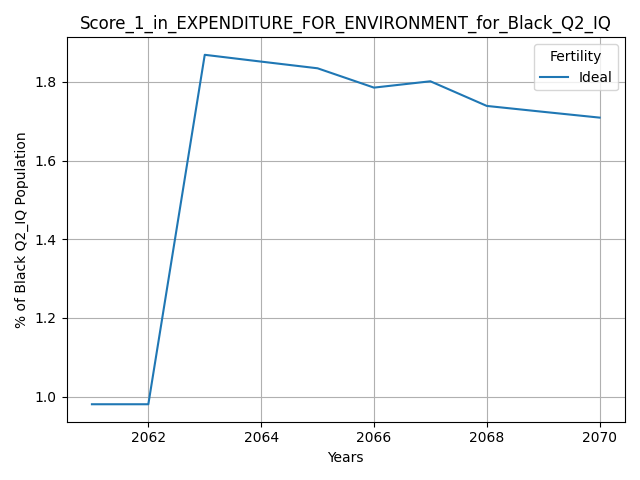 Score_1_in_EXPENDITURE_FOR_ENVIRONMENT_for_Black_Q2_IQ
Fertility
Ideal
% of Black Q2_IQ Population
1.8
1.6
1.4
1.2
1.0
2062 2064 2066 2068 2070
Years